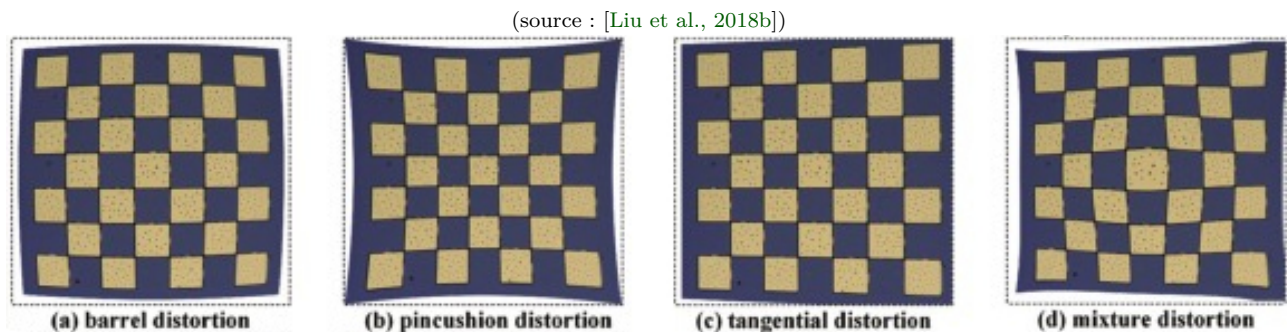 (source : [Liu et al., 2018b])
(a) barrel distortion
(b) pincushion distortion
(c) tangential distortion
(d) mixture distortion